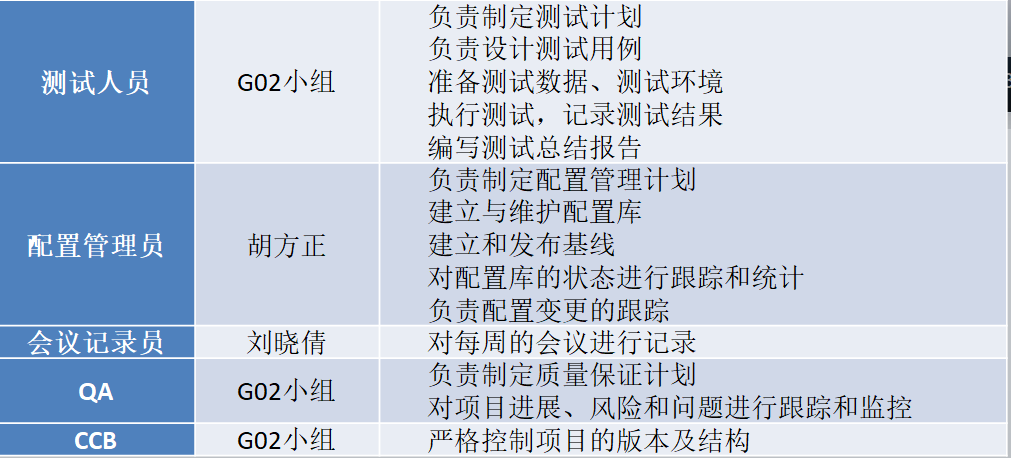 测试人员
G02小组
负责制定测试计划
负责设计测试用例
准备测试数据、测试环境
执行测试，记录测试结果
编写测试总结报告
配置管理员
胡方正
负责制定配置管理计划
建立与维护配置库
建立和发布基线
对配置库的状态进行跟踪和统计
负责配置变更的跟踪
会议记录员
刘晓倩
对每周的会议进行记录
QA
G02小组
负责制定质量保证计划
对项目进展、风险和问题进行跟踪和监控
CCB
G02小组
严格控制项目的版本及结构